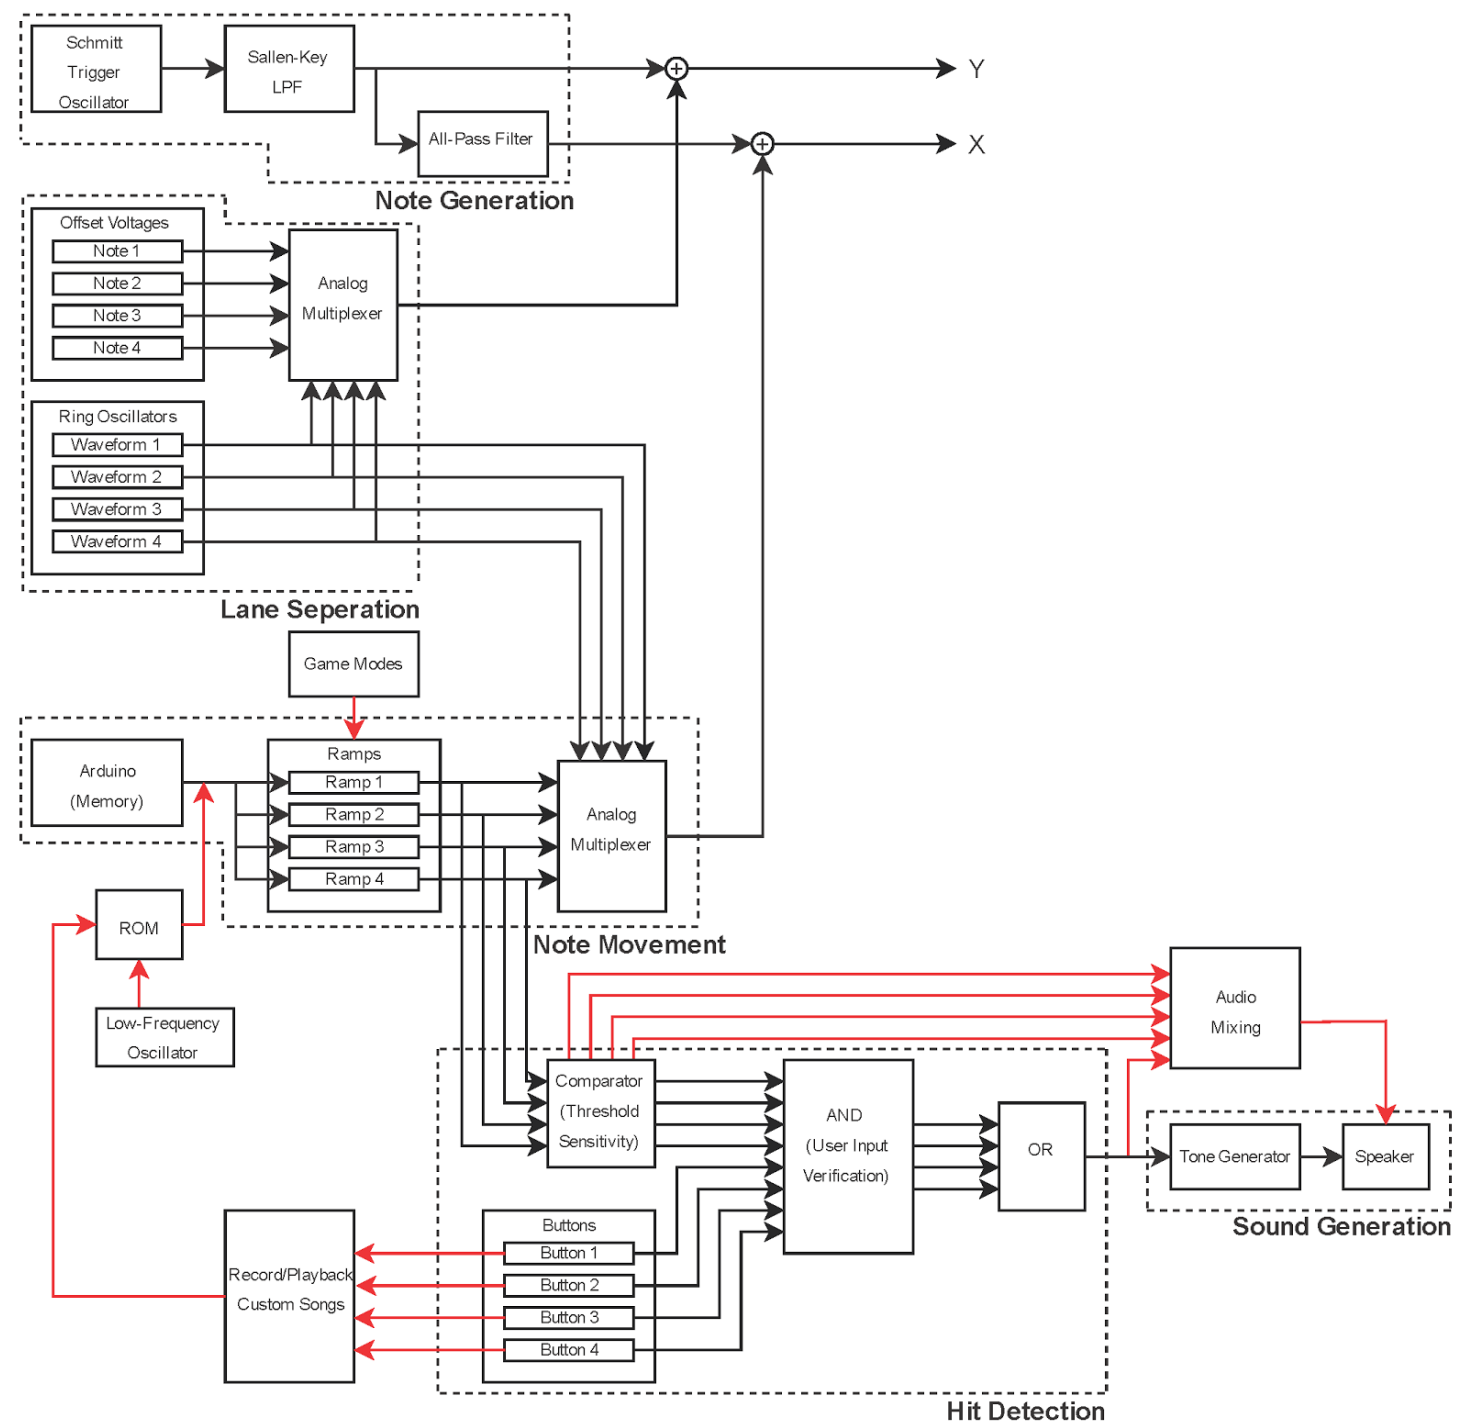 Schmitt
Trigger
Oscillator
Sallen-Key
LPF
All-Pass Filter
Y
X
Note Generation
Offset Voltages
Note 1
Note 2
Note 3
Note 4
Analog
Multiplexer
Ring Oscillators
Waveform 1
Waveform 2
Waveform 3
Waveform 4
Lane Seperation
Game Modes
Arduino
(Memory)
Ramps
Ramp 1
Ramp 2
Ramp 3
Ramp 4
Analog
Multiplexer
Note Movement
ROM
Low-Frequency
Oscillator
Audio
Mixing
Comparator
(Threshold
Sensitivity)
AND
(User Input
Verification)
OR
Tone Generator
Speaker
Sound Generation
Record/Playback
Custom Songs
Buttons
Button 1
Button 2
Button 3
Button 4
Hit Detection